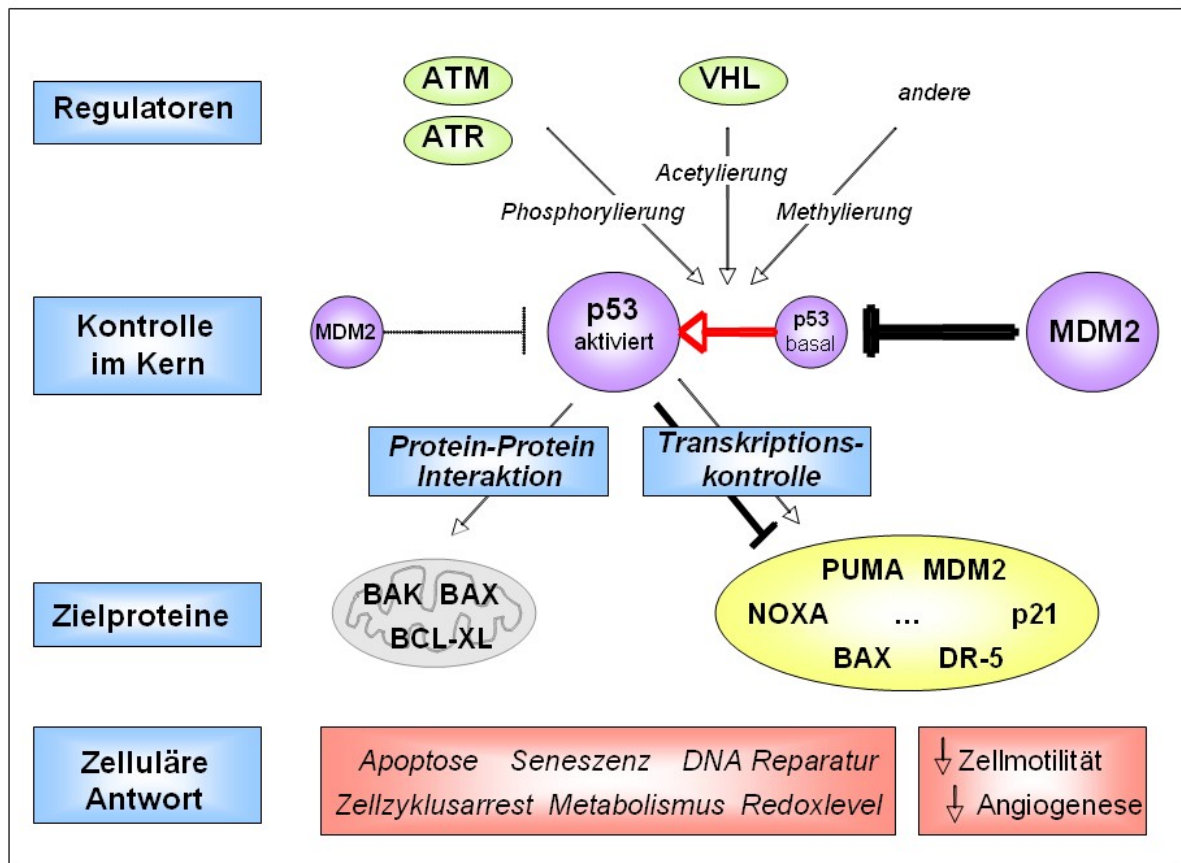 Regulatoren
ATM
ATR
VHL
andere
Phosphorylierung
Acetylierung
Methylierung
Kontrolle
im Kern
MDM2
p53
aktiviert
p53
basal
MDM2
Protein-Protein
Interaktion
Transkriptions-
kontrolle
Zielproteine
BAK BAX
BCL-XL
PUMA MDM2
NOXA ... p21
BAX DR-5
Zelluläre
Antwort
Apoptose Seneszenz DNA Reparatur
Zellzyklusarrest Metabolismus Redoxlevel
Zellmotilität
Angiogenese